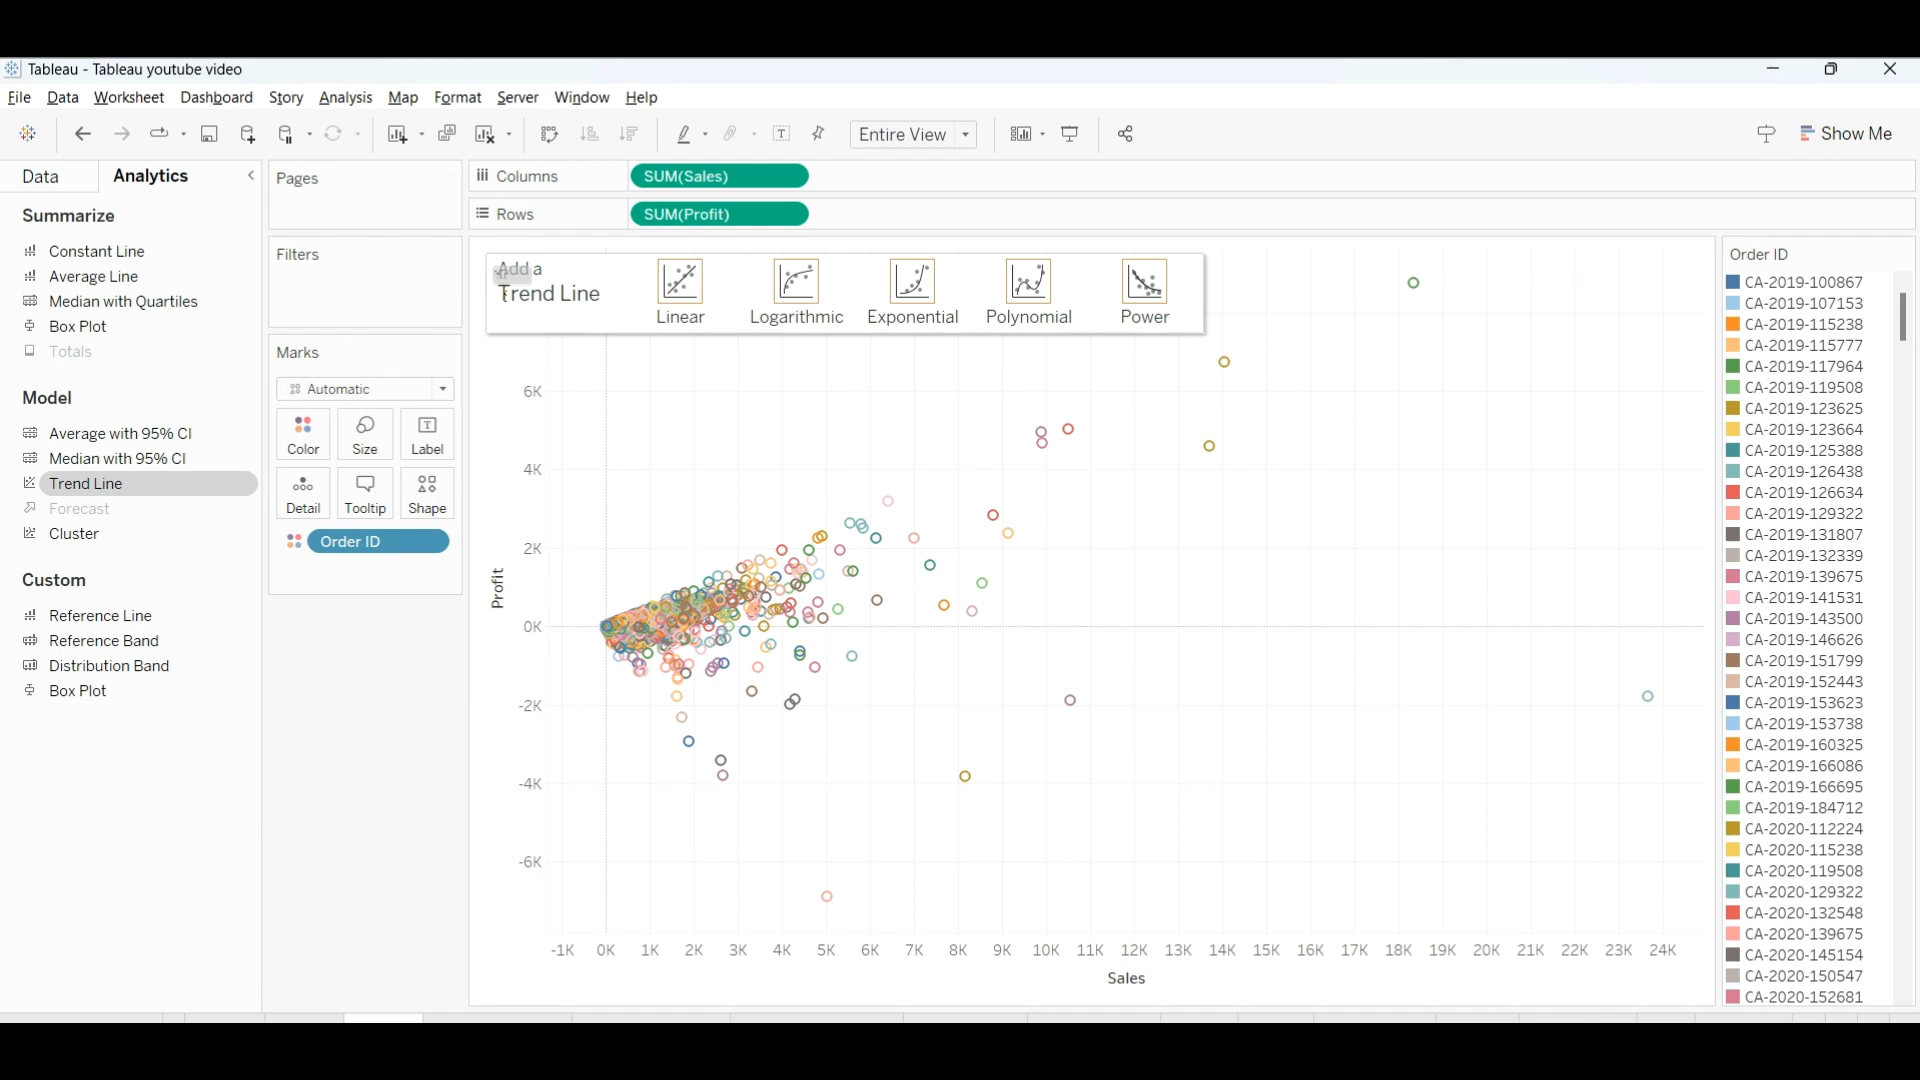 Tableau - Tableau youtube video
File Data Worksheet Dashboard Story Analysis Map Format Server Window Help
Entire View
Show Me
Data Analytics
Summarize
Constant Line
Average Line
Median with Quartiles
Box Plot
Totals
Model
Average with 95% CI
Median with 95% CI
Trend Line
Forecast
Cluster
Custom
Reference Line
Reference Band
Distribution Band
Box Plot
Pages
Filters
Marks
Automatic
Color Size Label
Detail Tooltip Shape
Order ID
Columns SUM(Sales)
Rows SUM(Profit)
Add a
Trend Line
Linear Logarithmic Exponential Polynomial Power
6K
4K
2K
0K
-2K
-4K
-6K
Profit
-1K 0K 1K 2K 3K 4K 5K 6K 7K 8K 9K 10K 11K 12K 13K 14K 15K 16K 17K 18K 19K 20K 21K 22K 23K 24K
Sales
Order ID
CA-2019-100867
CA-2019-107153
CA-2019-115238
CA-2019-115777
CA-2019-117964
CA-2019-119508
CA-2019-123625
CA-2019-123664
CA-2019-125388
CA-2019-126438
CA-2019-126634
CA-2019-129322
CA-2019-131807
CA-2019-132339
CA-2019-139675
CA-2019-141531
CA-2019-143500
CA-2019-146626
CA-2019-151799
CA-2019-152443
CA-2019-153623
CA-2019-153738
CA-2019-160325
CA-2019-166086
CA-2019-166695
CA-2019-184712
CA-2020-112224
CA-2020-115238
CA-2020-119508
CA-2020-129322
CA-2020-132548
CA-2020-139675
CA-2020-145154
CA-2020-150547
CA-2020-152681